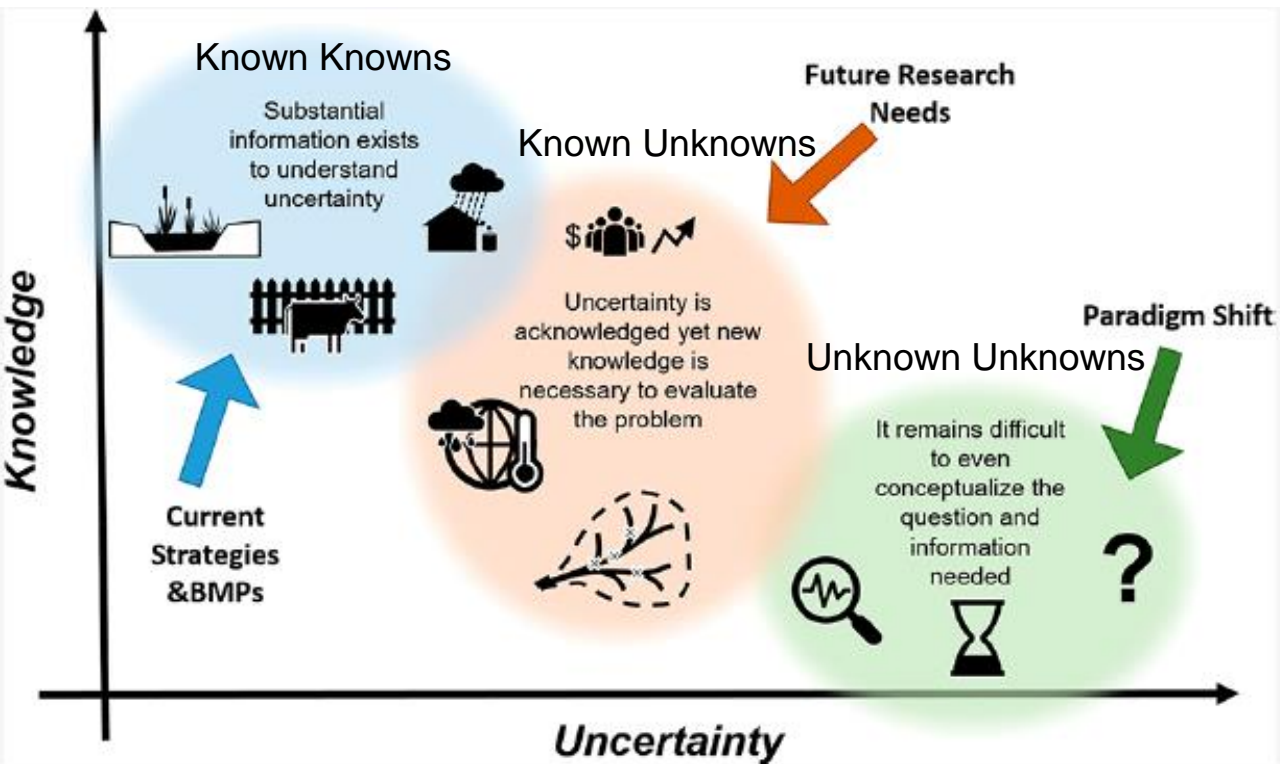 Known Knowns
Substantial
information exists
to understand
uncertainty
Known Unknowns
$
Uncertainty is
acknowledged yet new
knowledge is
necessary to evaluate
the problem
Future Research
Needs
Unknown Unknowns
It remains difficult
to even
conceptualize the
question and
information
needed
?
Paradigm Shift
Current
Strategies
&BMPs
Knowledge
Uncertainty